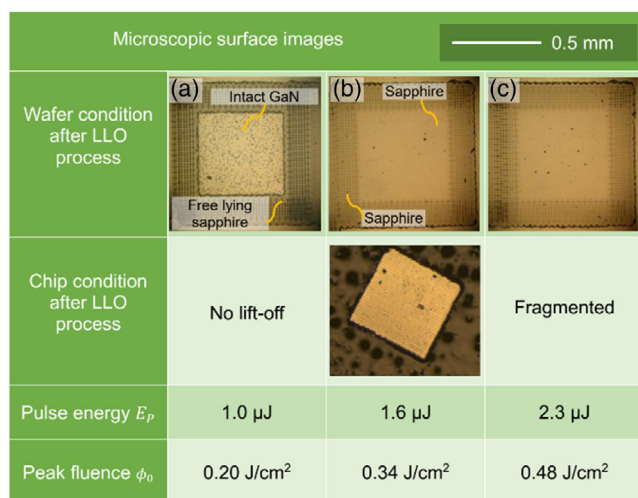 Microscopic surface images
0.5 mm
Wafer condition
after LLO
process
(a)
Intact GaN
Free lying
sapphire
(b)
Sapphire
Sapphire
(c)
Chip condition
after LLO
process
No lift-off
Fragmented
Pulse energy E_P
1.0 µJ
1.6 µJ
2.3 µJ
Peak fluence ϕ₀
0.20 J/cm²
0.34 J/cm²
0.48 J/cm²